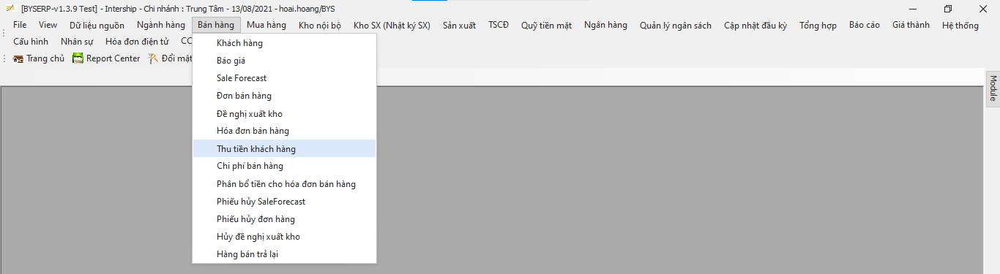 [BYSERP-v1.3.9 Test] - Intership - Chi nhánh : Trung Tâm - 13/08/2021 - hoai.hoang/BYS
File View Dữ liệu nguồn Ngành hàng Bán hàng Mua hàng Kho nội bộ Kho SX (Nhật ký SX) Sản xuất TSCĐ Quỹ tiền mặt Ngân hàng Quản lý ngân sách Cập nhật đầu kỳ Tổng hợp Báo cáo Giá thành Hệ thống
Cấu hình Nhân sự Hóa đơn điện tử
Trang chủ Report Center Đổi mật
Khách hàng
Báo giá
Sale Forecast
Đơn bán hàng
Đề nghị xuất kho
Hóa đơn bán hàng
Thu tiền khách hàng
Chi phí bán hàng
Phân bổ tiền cho hóa đơn bán hàng
Phiếu hủy SaleForecast
Phiếu hủy đơn hàng
Hủy đề nghị xuất kho
Hàng bán trả lại
Module